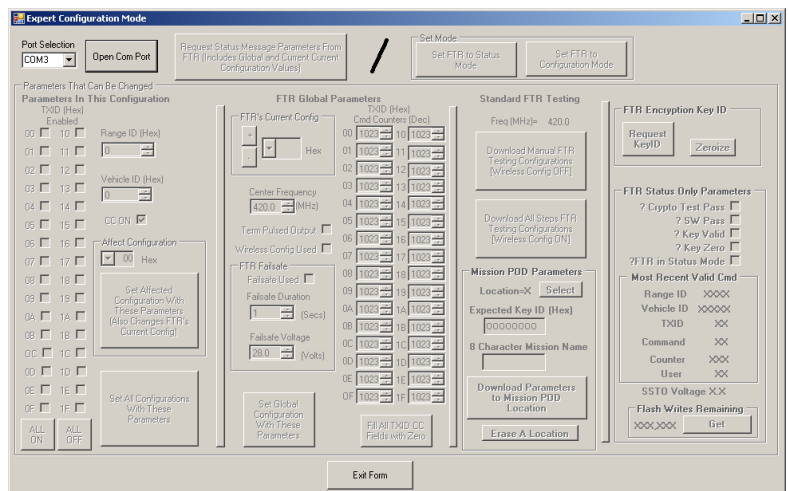 Expert Configuration Mode
Port Selection
COM3
Open Com Port
Request Status Message Parameters From
FTR (Includes Global and Current Current
Configuration Values)
/
Set Mode
Set FTR to Status
Mode
Set FTR to
Configuration Mode
Parameters That Can Be Changed
Parameters In This Configuration
TXID (Hex)
Enabled
00 10
01 11
02 12
03 13
04 14
05 15
06 16
07 17
08 18
09 19
0A 1A
0B 1B
0C 1C
0D 1D
0E 1E
0F 1F
ALL
ON
ALL
OFF
Range ID (Hex)
0
Vehicle ID (Hex)
0
CC ON
Affect Configuration
00 Hex
Set Affected
Configuration With
These Parameters
(Also Changes FTR's
Current Config)
Set All Configurations
With These
Parameters
FTR Global Parameters
FTR's Current Config
+
-
Hex
Center Frequency
420.0 (MHz)
Term Pulsed Output
Wireless Config Used
FTR Failsafe
Failsafe Used
Failsafe Duration
1 (Secs)
Failsafe Voltage
28.0 (Volts)
Set Global
Configuration
With These
Parameters
TXID (Hex)
Cmd Counters (Dec)
00 1023 10 1023
01 1023 11 1023
02 1023 12 1023
03 1023 13 1023
04 1023 14 1023
05 1023 15 1023
06 1023 16 1023
07 1023 17 1023
08 1023 18 1023
09 1023 19 1023
0A 1023 1A 1023
0B 1023 1B 1023
0C 1023 1C 1023
0D 1023 1D 1023
0E 1023 1E 1023
0F 1023 1F 1023
Fill All TXID CC
Fields with Zero
Standard FTR Testing
Freq (MHz)= 420.0
Download Manual FTR
Testing Configurations
(Wireless Config OFF)
Download All Steps FTR
Testing Configurations
(Wireless Config ON)
Mission POD Parameters
Location=X Select
Expected Key ID (Hex)
00000000
8 Character Mission Name
Download Parameters
to Mission POD
Location
Erase A Location
FTR Encryption Key ID
Request
KeyID
Zeroize
FTR Status Only Parameters
? Crypto Test Pass
? SW Pass
? Key Valid
? Key Zero
?FTR in Status Mode
Most Recent Valid Cmd
Range ID XXXX
Vehicle ID XXXXX
TXID XX
Command XX
Counter XXXX
User XX
SSTO Voltage X.X
Flash Writes Remaining
XXX,XXX Get
Exit Form